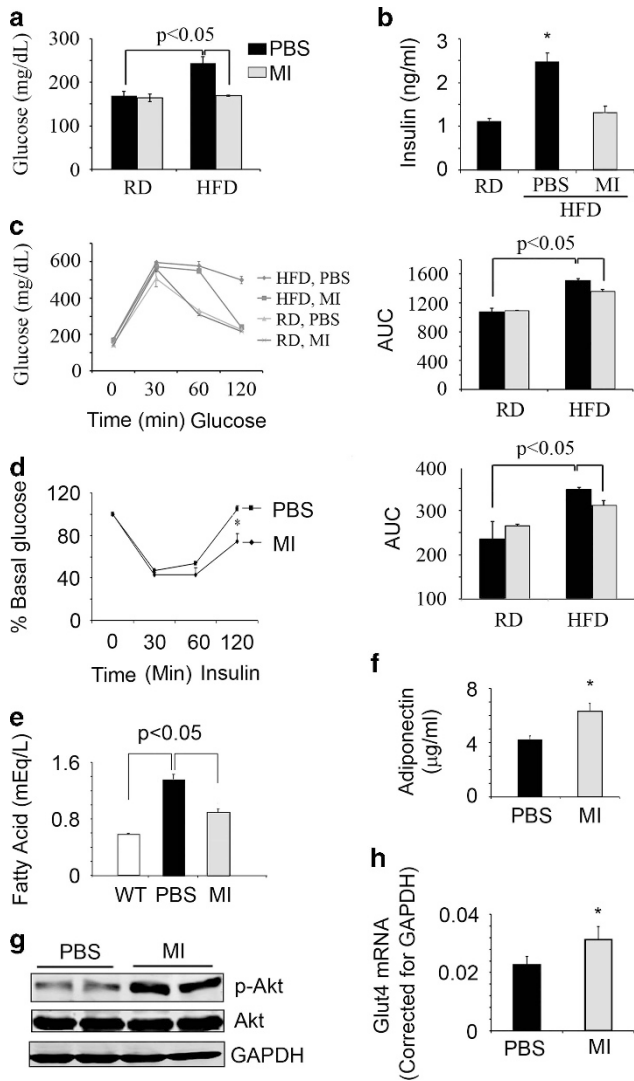 a
Glucose (mg/dL)
300
200
100
0
p<0.05
PBS
MI
RD
HFD
b
Insulin (ng/ml)
3
2
1
0
*
RD
PBS
MI
HFD
c
Glucose (mg/dL)
600
400
200
0
HFD, PBS
HFD, MI
RD, PBS
RD, MI
0
30
60
120
Time (min) Glucose
AUC
1600
1200
800
400
0
p<0.05
RD
HFD
d
% Basal glucose
120
80
40
0
PBS
*
MI
0
30
60
120
Time (Min) Insulin
AUC
400
300
200
100
p<0.05
RD
HFD
e
Fatty Acid (mEq/L)
1.6
0.8
0
p<0.05
WT
PBS
MI
f
Adiponectin
(µg/ml)
8
4
0
*
PBS
MI
g
PBS
MI
p-Akt
Akt
GAPDH
h
Glut4 mRNA
(Corrected for GAPDH)
0.04
0.02
0
*
PBS
MI